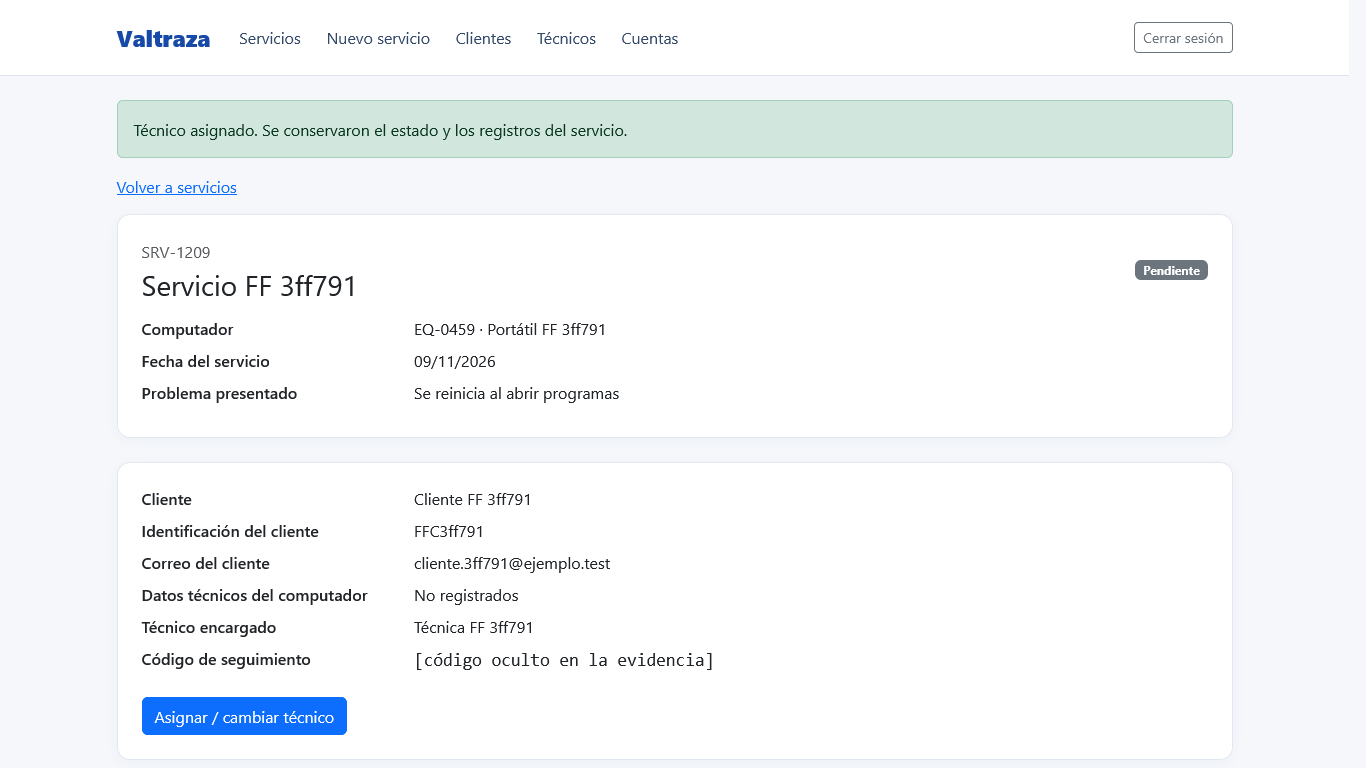 Valtraza Servicios Nuevo servicio Clientes Técnicos Cuentas Cerrar sesión
Técnico asignado. Se conservaron el estado y los registros del servicio.
Volver a servicios
SRV-1209
Servicio FF 3ff791
Pendiente
Computador EQ-0459 · Portátil FF 3ff791
Fecha del servicio 09/11/2026
Problema presentado Se reinicia al abrir programas
Cliente Cliente FF 3ff791
Identificación del cliente FFC3ff791
Correo del cliente cliente.3ff791@ejemplo.test
Datos técnicos del computador No registrados
Técnico encargado Técnica FF 3ff791
Código de seguimiento [código oculto en la evidencia]
Asignar / cambiar técnico